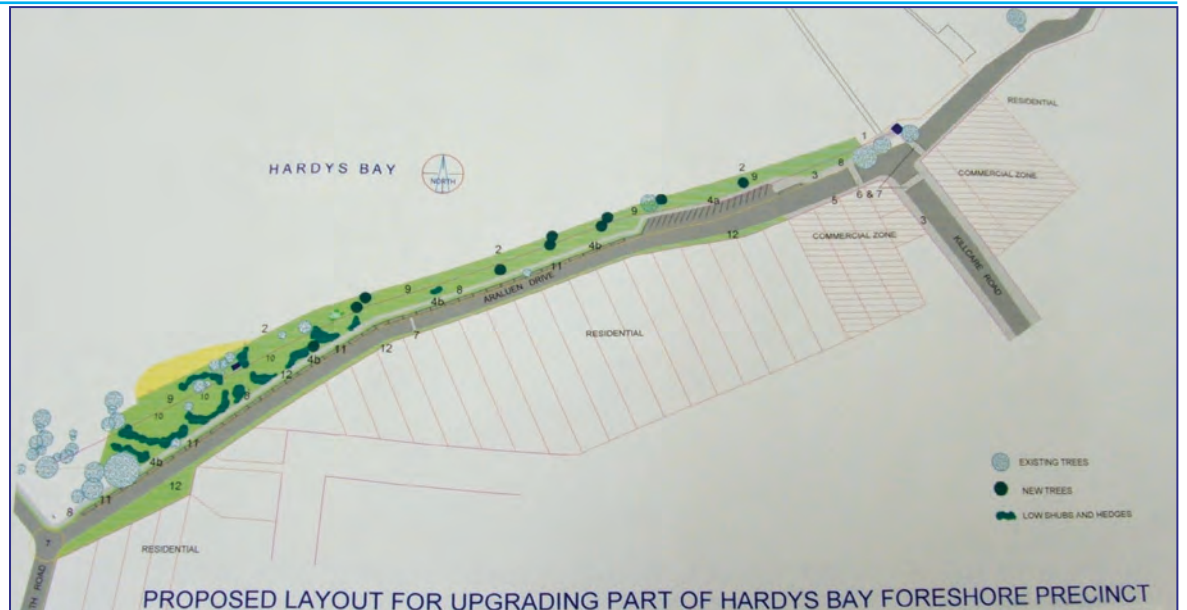 RESIDENTIAL
1
HARDYS BAY
NORTH
8
COMMERCIAL ZONE
2
9
3
4a
5
6 & 7
9
3
COMMERCIAL ZONE
KILLCARE ROAD
12
2
4b
11
9
8
ARALUEN DRIVE
4b
7
RESIDENTIAL
2
10
11
12
4b
12
9
10
8
10
11
4b
EXISTING TREES
12
11
NEW TREES
8
LOW SHUBS AND HEDGES
7
RESIDENTIAL
TH ROAD
PROPOSED LAYOUT FOR UPGRADING PART OF HARDYS BAY FORESHORE PRECINCT